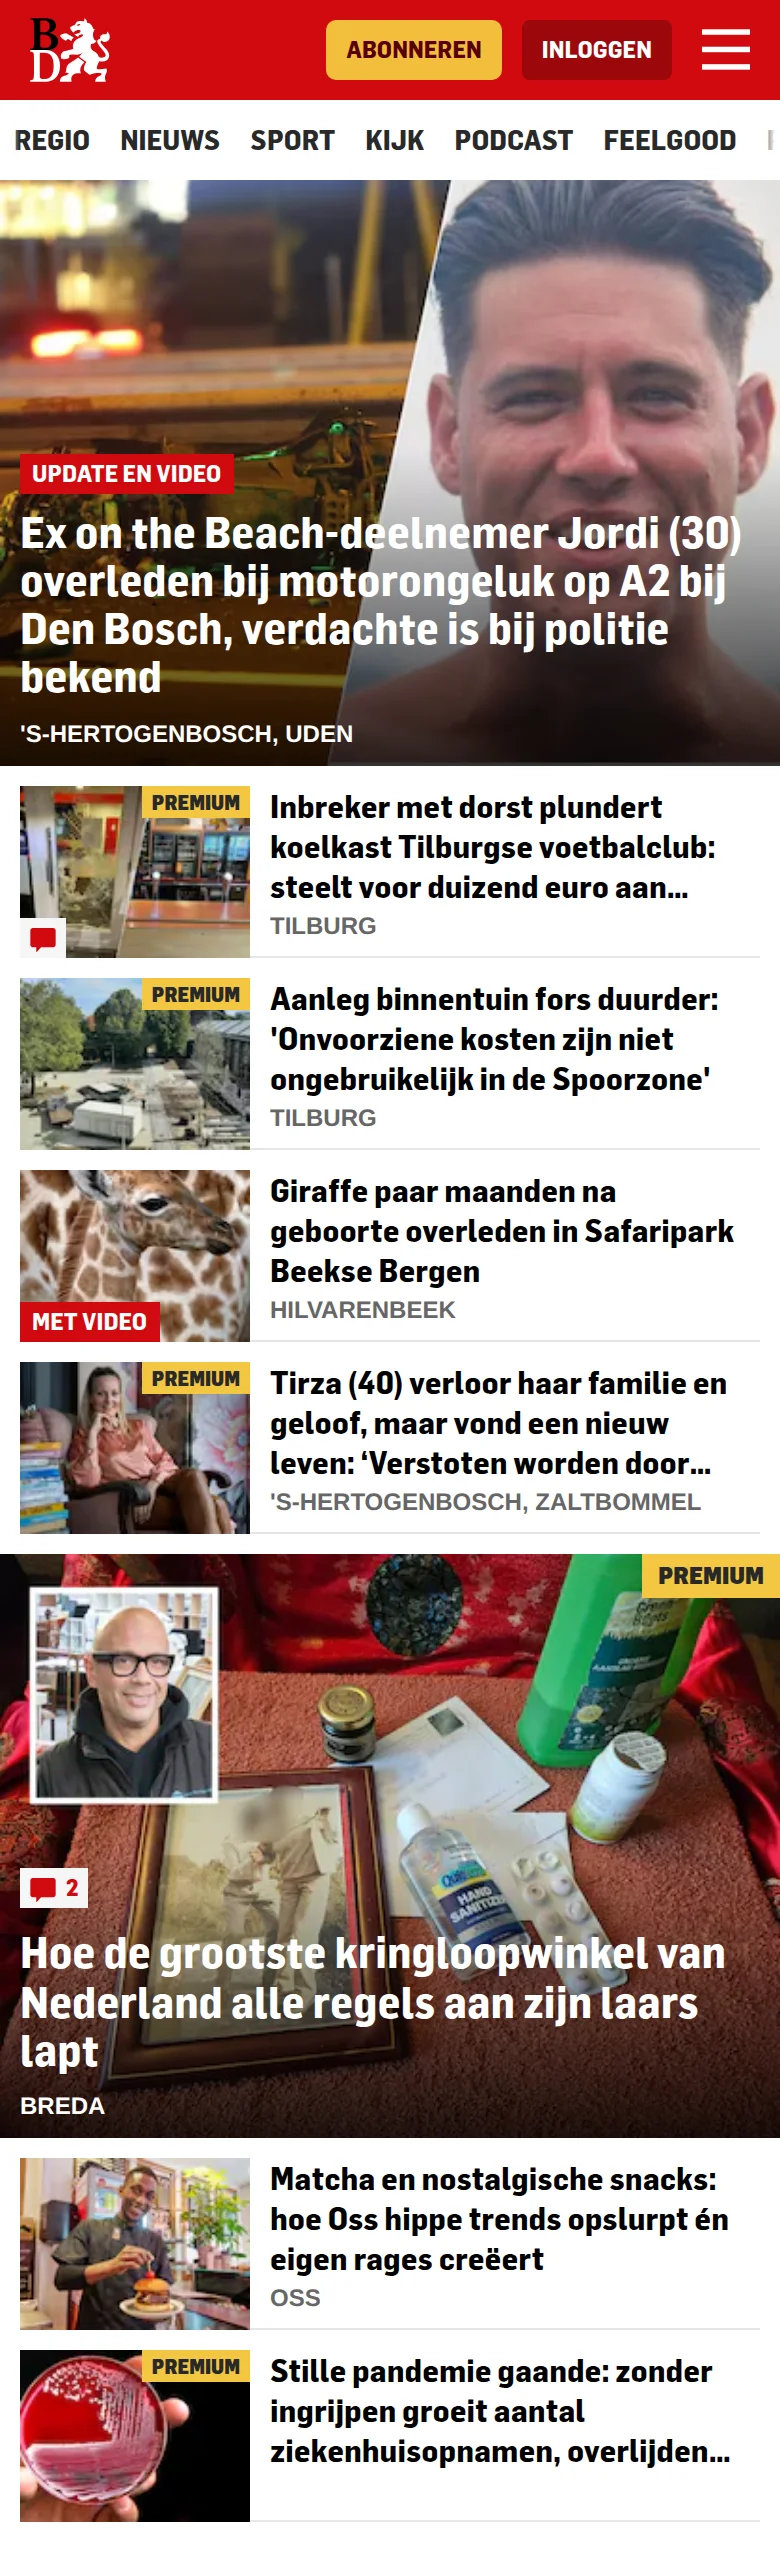 BD
ABONNEREN
INLOGGEN
REGIO
NIEUWS
SPORT
KIJK
PODCAST
FEELGOOD
UPDATE EN VIDEO
Ex on the Beach-deelnemer Jordi (30)
overleden bij motorongeluk op A2 bij
Den Bosch, verdachte is bij politie
bekend
'S-HERTOGENBOSCH, UDEN
PREMIUM
Inbreker met dorst plundert
koelkast Tilburgse voetbalclub:
steelt voor duizend euro aan...
TILBURG
PREMIUM
Aanleg binnentuin fors duurder:
'Onvoorziene kosten zijn niet
ongebruikelijk in de Spoorzone'
TILBURG
Giraffe paar maanden na
geboorte overleden in Safaripark
Beekse Bergen
MET VIDEO
HILVARENBEEK
PREMIUM
Tirza (40) verloor haar familie en
geloof, maar vond een nieuw
leven: ‘Verstoten worden door...
'S-HERTOGENBOSCH, ZALTBOMMEL
PREMIUM
HAND
SANITIZER
2
Hoe de grootste kringloopwinkel van
Nederland alle regels aan zijn laars
lapt
BREDA
Matcha en nostalgische snacks:
hoe Oss hippe trends opslurpt én
eigen rages creëert
OSS
PREMIUM
Stille pandemie gaande: zonder
ingrijpen groeit aantal
ziekenhuisopnamen, overlijden...